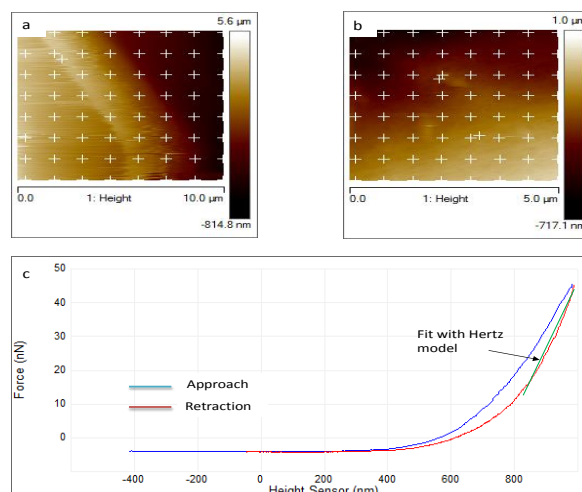 a
5.6 µm
0.0
1: Height
10.0 µm
-814.8 nm
b
1.0 µm
0.0
1: Height
5.0 µm
-717.1 nm
c
50
40
30
20
10
0
Force (nN)
Fit with Hertz
model
Approach
Retraction
-400
-200
0
200
400
600
800
Height Sensor (nm)